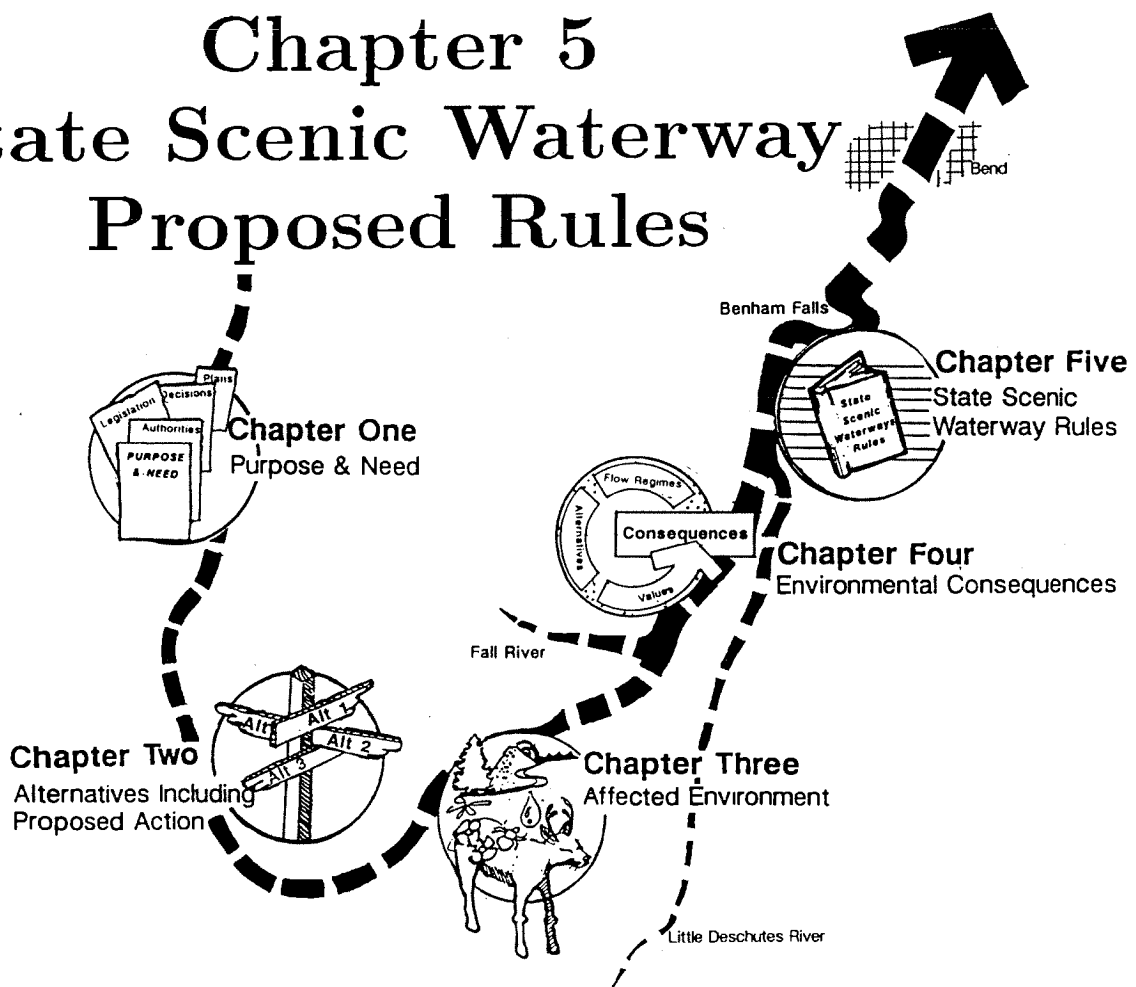 Chapter 5
tate Scenic Waterway
Proposed Rules
Bend
Benham Falls
Chapter Five
State Scenic
Waterway Rules
State
Scenic
Waterways
Rules
Plans
Decisions
Legislation
Authorities
PURPOSE
& NEED
Chapter One
Purpose & Need
Flow Regimes
Alternatives
Consequences
Values
Chapter Four
Environmental Consequences
Fall River
Alt
Alt 1
Alt 2
Alt 3
Chapter Two
Alternatives Including
Proposed Action
Chapter Three
Affected Environment
Little Deschutes River